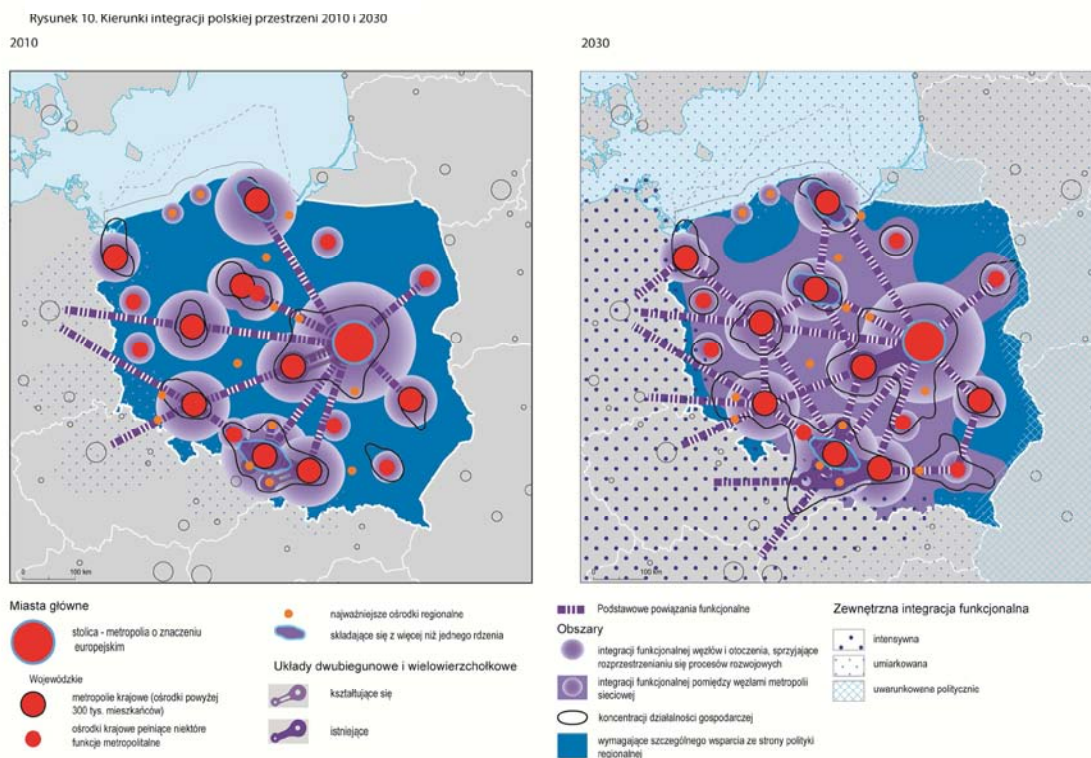 Rysunek 10. Kierunki integracji polskiej przestrzeni 2010 i 2030
2010
2030
0 100 km
0 100 km
Miasta główne
stolica - metropolia o znaczeniu
europejskim
Wojewódzkie
metropolie krajowe (ośrodki powyżej
300 tys. mieszkańców)
ośrodki krajowe pełniące niektóre
funkcje metropolitalne
najważniejsze ośrodki regionalne
składające się z więcej niż jednego rdzenia
Układy dwubiegunowe i wielowierzchołkowe
kształtujące się
istniejące
Podstawowe powiązania funkcjonalne
Obszary
integracji funkcjonalnej węzłów i otoczenia, sprzyjające
rozprzestrzenianiu się procesów rozwojowych
integracji funkcjonalnej pomiędzy węzłami metropolii
sieciowej
koncentracji działalności gospodarczej
wymagające szczególnego wsparcia ze strony polityki
regionalnej
Zewnętrzna integracja funkcjonalna
intensywna
umiarkowana
uwarunkowane politycznie